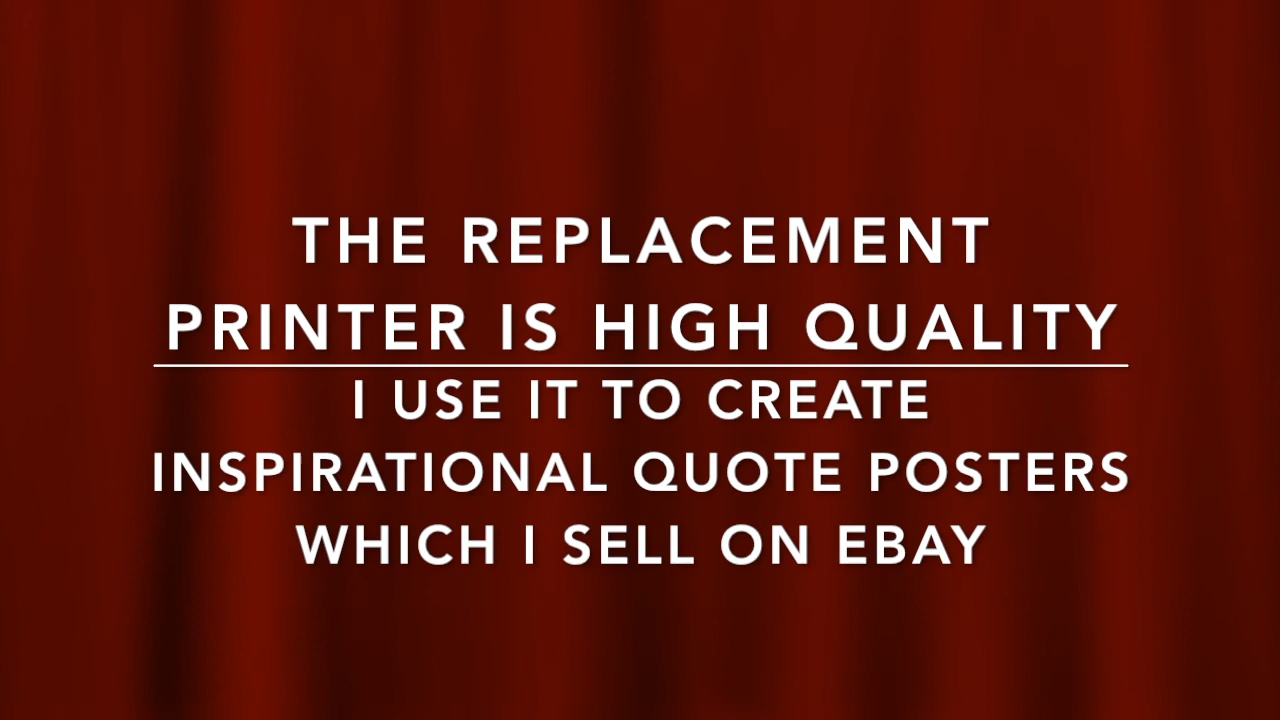 THE REPLACEMENT
PRINTER IS HIGH QUALITY
I USE IT TO CREATE
INSPIRATIONAL QUOTE POSTERS
WHICH I SELL ON EBAY